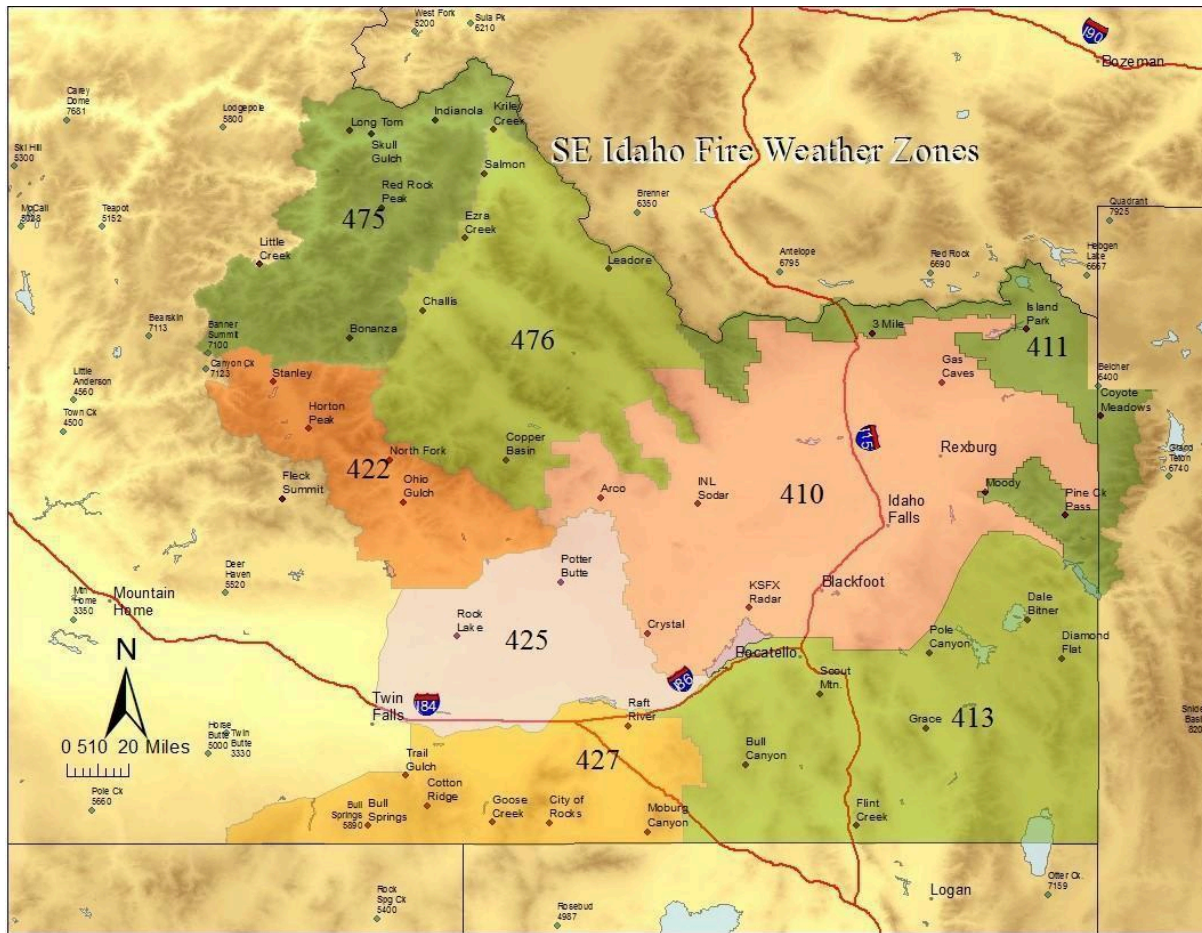 West Fork
5200
Sula Pk
6210
I90
Bozeman
Carey
Dome
7681
Lodgepole
5800
Long Tom
Indianola
Kriley
Creek
Skull
Gulch
SE Idaho Fire Weather Zones
Ski Hill
5300
Salmon
Red Rock
Peak
Brenner
6350
McCall
5028
Teapot
5152
475
Ezra
Creek
Quadrant
7925
Little
Creek
Leadore
Antelope
6795
Red Rock
6690
Hebgen
Lake
6667
Challis
Bearskin
7113
Banner
Summit
7100
Bonanza
476
3 Mile
Island
Park
411
Canyon Ck
7123
Stanley
Gas
Caves
Belcher
6400
Coyote
Meadows
Little
Anderson
4560
Town Ck
4500
Horton
Peak
I15
Rexburg
North Fork
Copper
Basin
422
Grand
Teton
6740
Fleck
Summit
Ohio
Gulch
Arco
INL
Sodar
410
Moody
Pine Ck
Pass
Idaho
Falls
Deer
Haven
5520
Potter
Butte
Mtn
Home
3350
Mountain
Home
KSFX
Radar
Blackfoot
Dale
Bitner
Rock
Lake
425
Crystal
Pole
Canyon
Diamond
Flat
N
Pocatello
I86
Scout
Mtn.
Twin
Falls
I84
Raft
River
Grace
413
Horse
Butte
5000
Twin
Butte
3330
0 510 20 Miles
Trail
Gulch
427
Bull
Canyon
Cotton
Ridge
Pole Ck
5660
Bull
Springs
5890
Bull
Springs
Goose
Creek
City of
Rocks
Moburg
Canyon
Flint
Creek
Rock
Spg Ck
5400
Rosebud
4987
Logan
Otter Ck.
7159